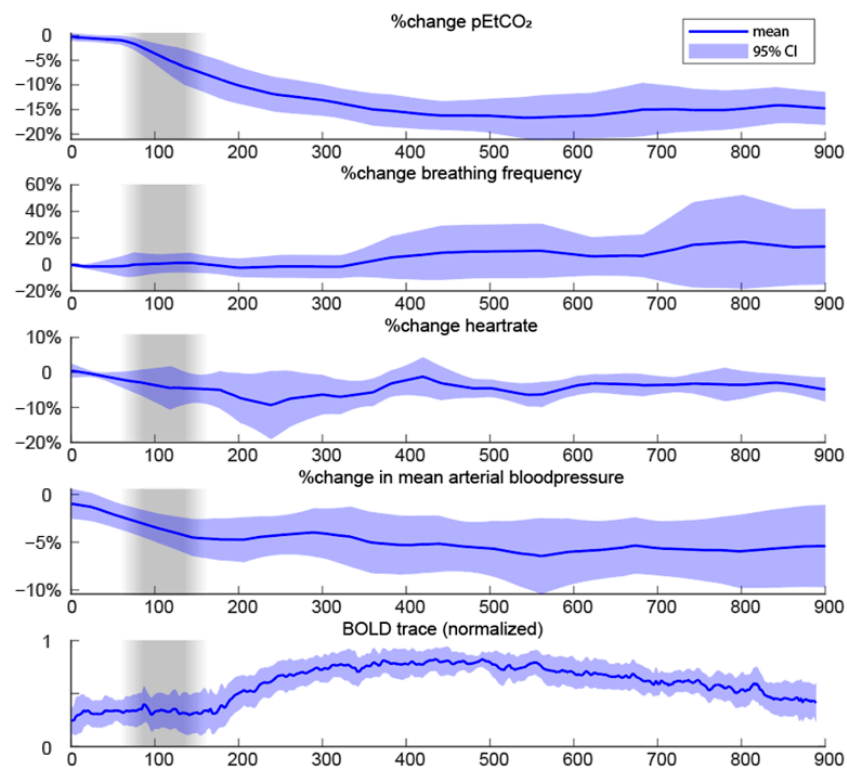 %change pEtCO₂
mean
95% CI
0
−5%
−10%
−15%
−20%
0 100 200 300 400 500 600 700 800 900
%change breathing frequency
60%
40%
20%
0
−20%
0 100 200 300 400 500 600 700 800 900
%change heartrate
10%
0
−10%
−20%
0 100 200 300 400 500 600 700 800 900
%change in mean arterial bloodpressure
0
−5%
−10%
0 100 200 300 400 500 600 700 800 900
BOLD trace (normalized)
1
0
0 100 200 300 400 500 600 700 800 900